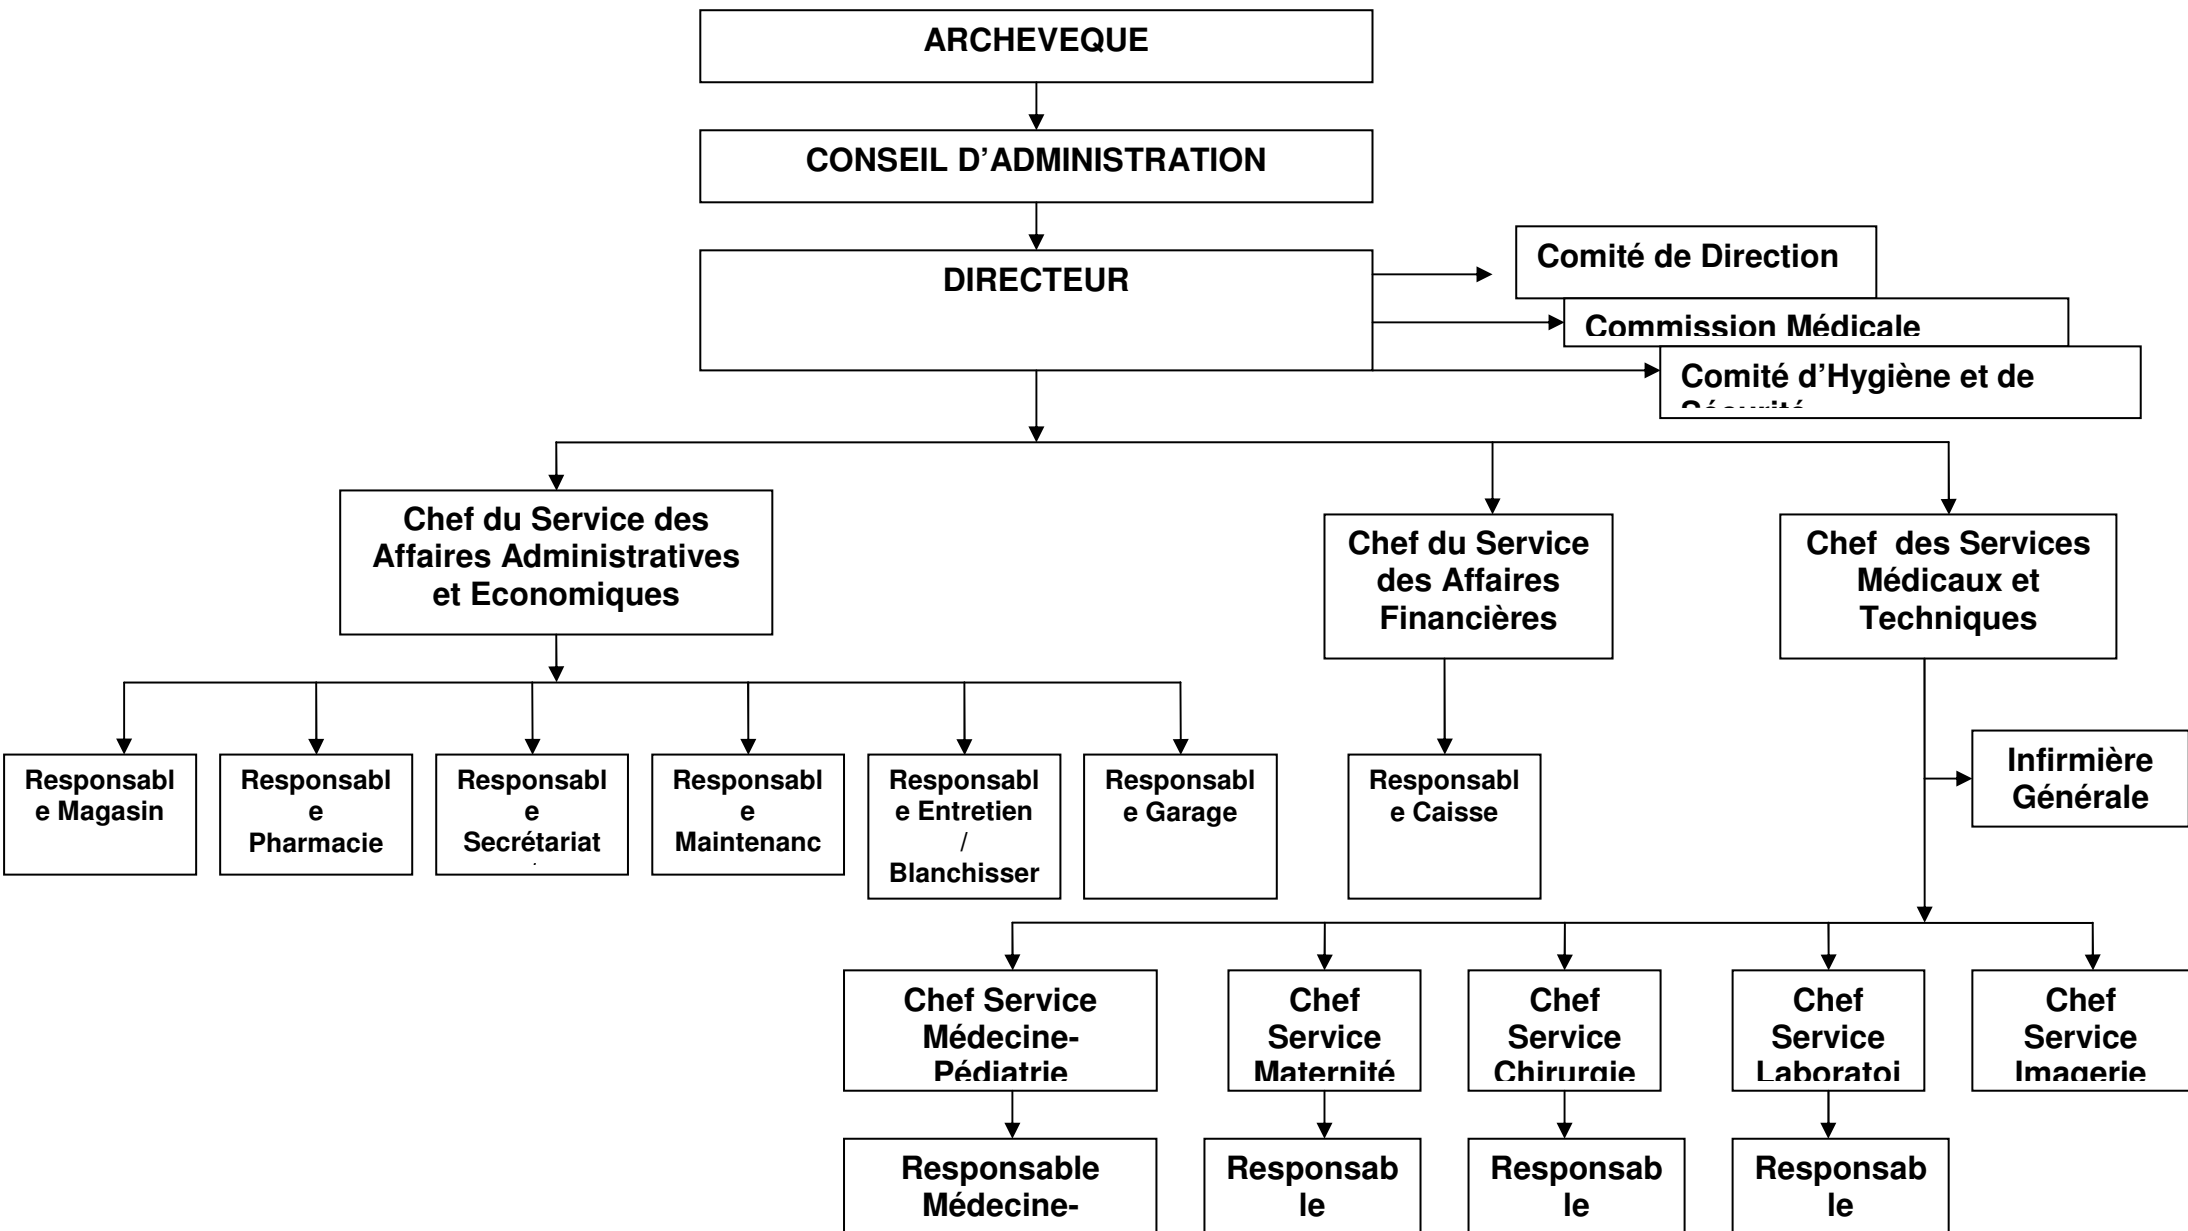 ARCHEVEQUE
CONSEIL D’ADMINISTRATION
DIRECTEUR
Comité de Direction
Commission Médicale
Comité d’Hygiène et de
Sécurité
Chef du Service des
Affaires Administratives
et Economiques
Chef du Service
des Affaires
Financières
Chef des Services
Médicaux et
Techniques
Responsabl
e Magasin
Responsabl
e
Pharmacie
Responsabl
e
Secrétariat
Responsabl
e
Maintenanc
Responsabl
e Entretien
/
Blanchisser
Responsabl
e Garage
Responsabl
e Caisse
Infirmière
Générale
Chef Service
Médecine-
Pédiatrie
Chef
Service
Maternité
Chef
Service
Chirurgie
Chef
Service
Laboratoi
Chef
Service
Imagerie
Responsable
Médecine-
Responsab
le
Responsab
le
Responsab
le